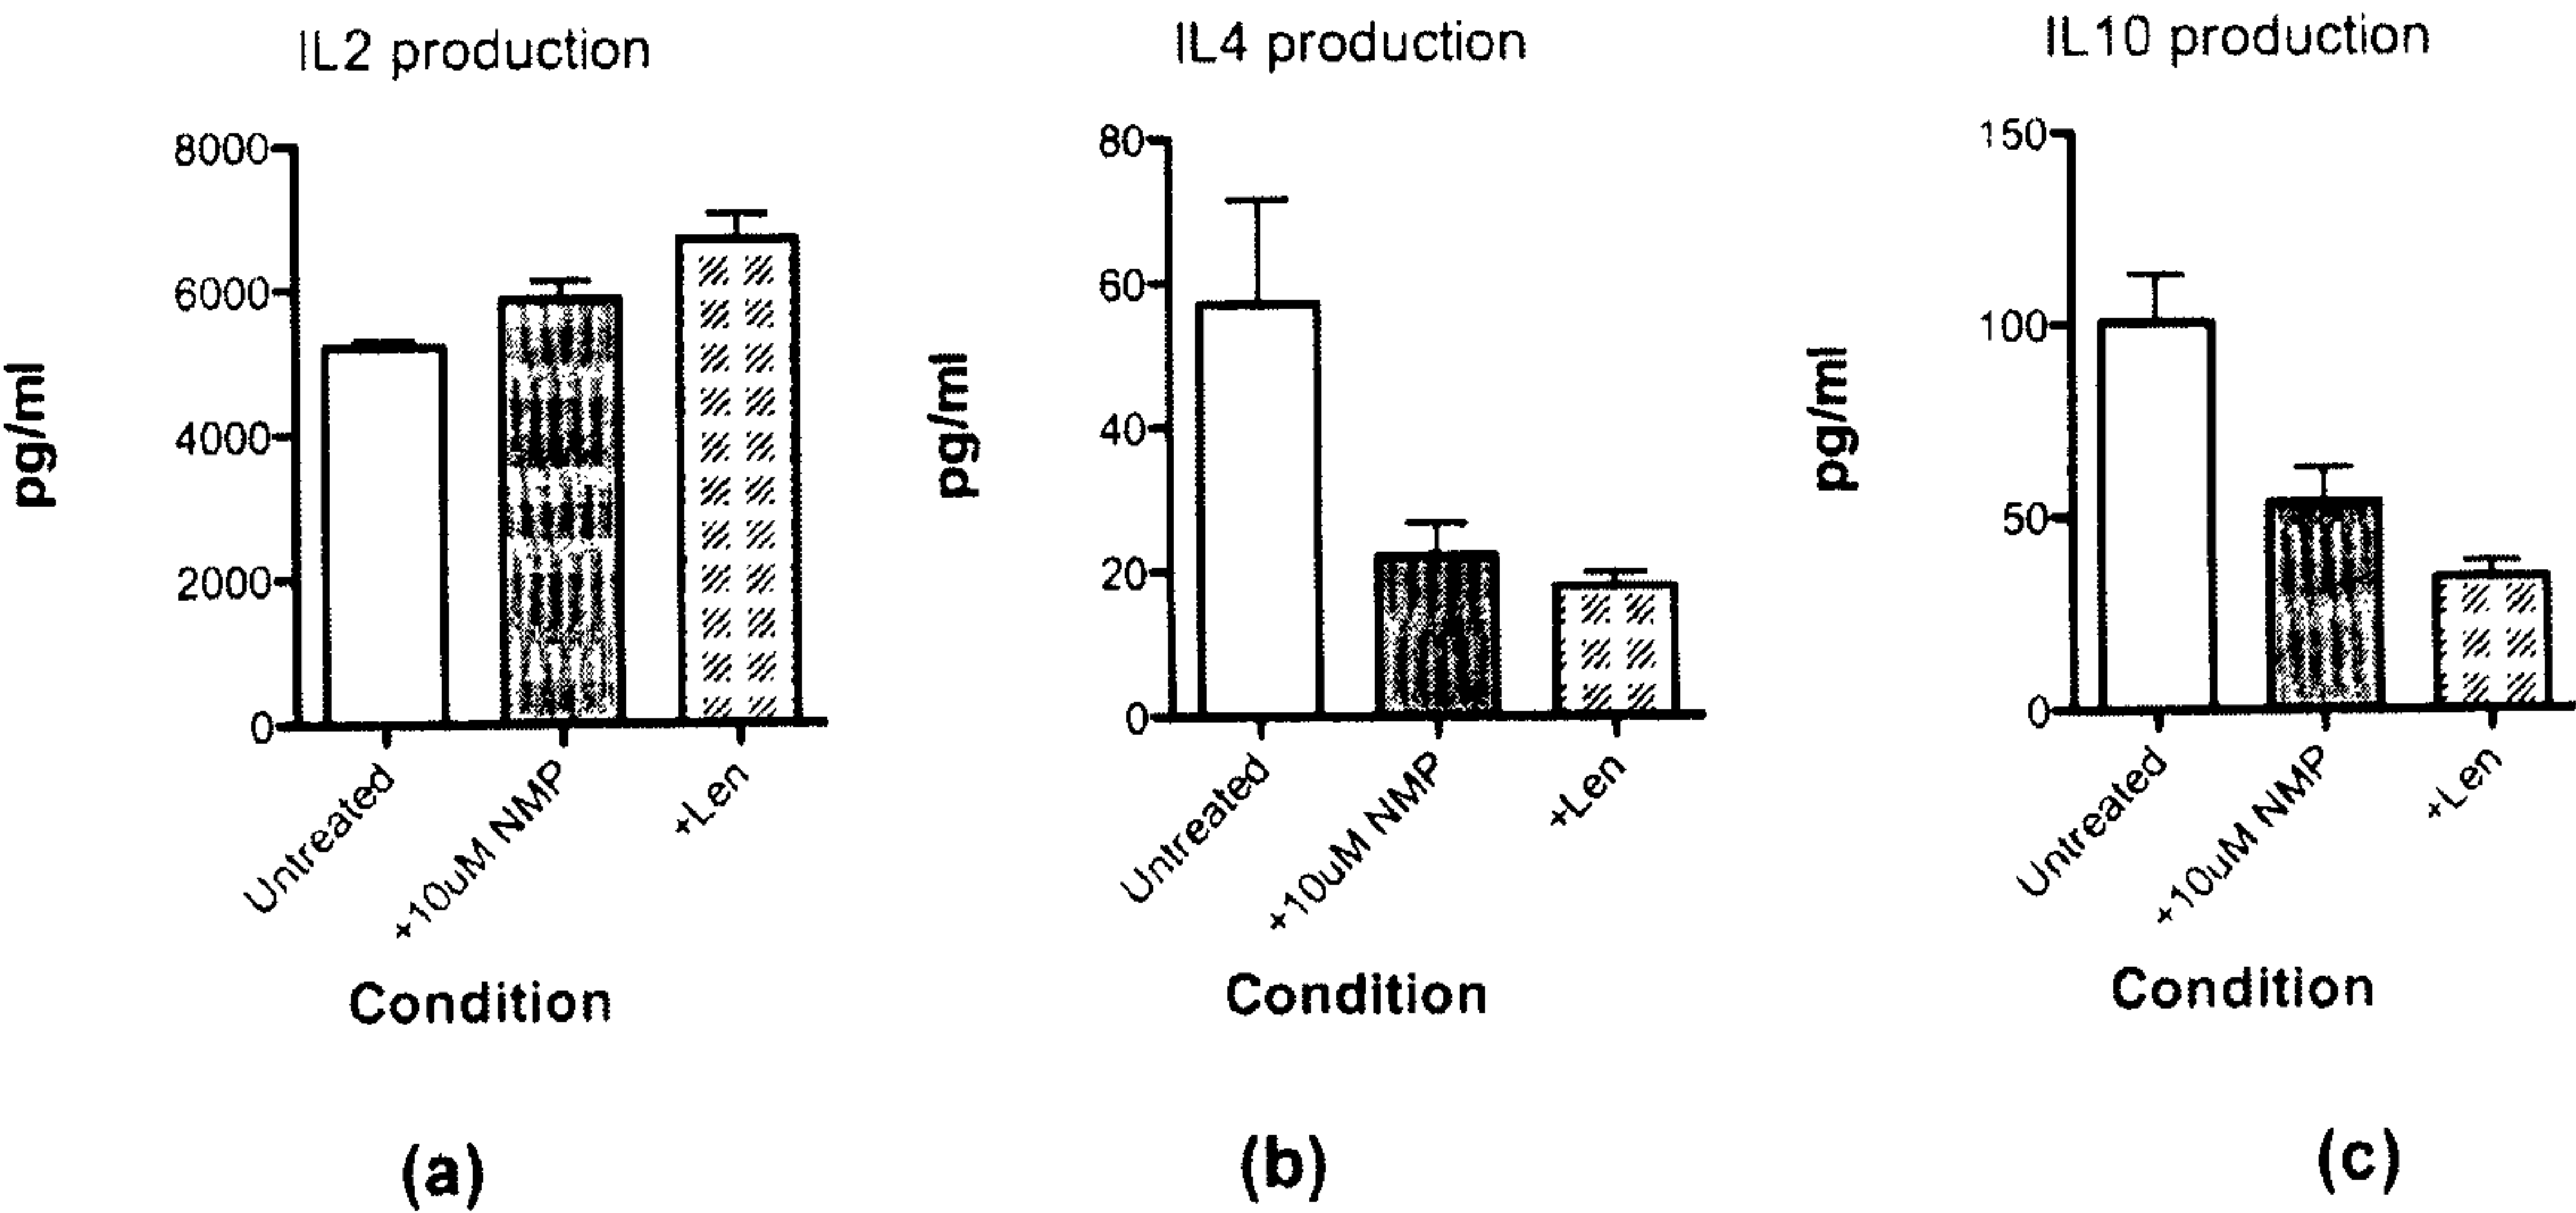 IL2 production
8000
6000
4000
2000
0
pg/ml
Untreated
+10uM NMP
+Len
Condition
(a)
IL4 production
80
60
40
20
0
pg/ml
Untreated
+10uM NMP
+Len
Condition
(b)
IL10 production
150
100
50
0
pg/ml
Untreated
+10uM NMP
+Len
Condition
(c)